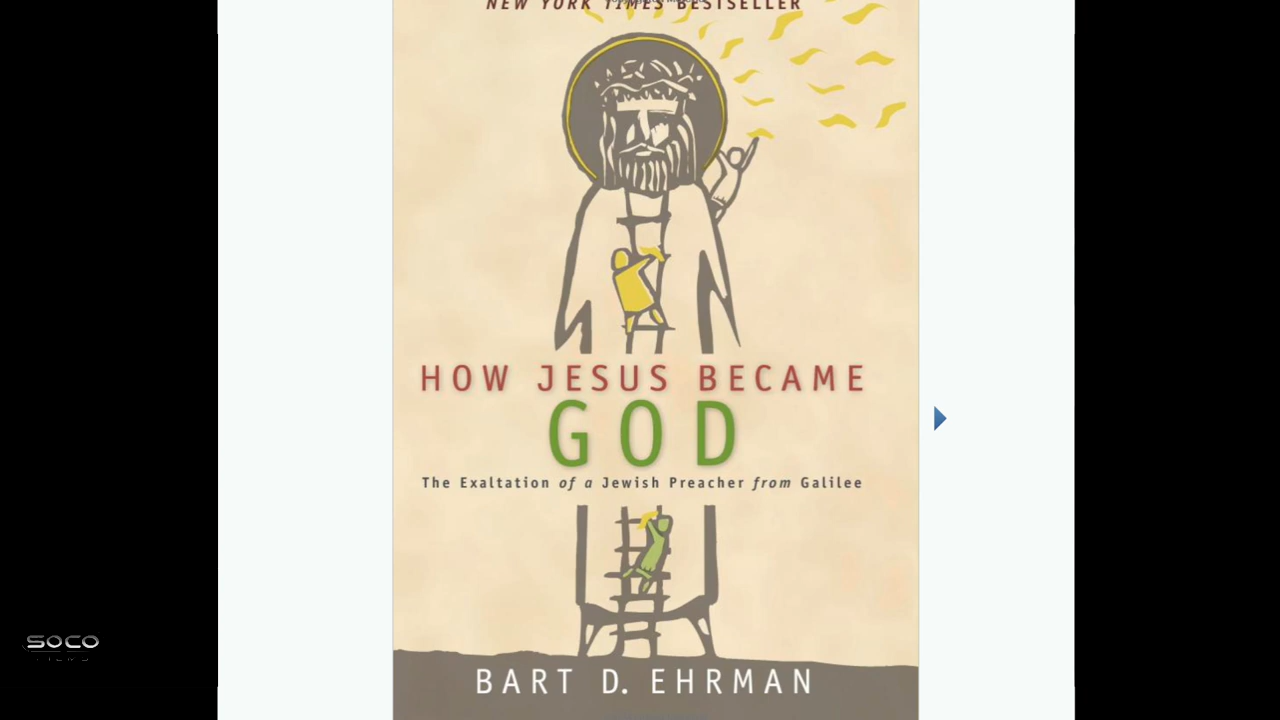 NEW YORK TIMES BESTSELLER
HOW JESUS BECAME
GOD
The Exaltation of a Jewish Preacher from Galilee
BART D. EHRMAN
SOCO